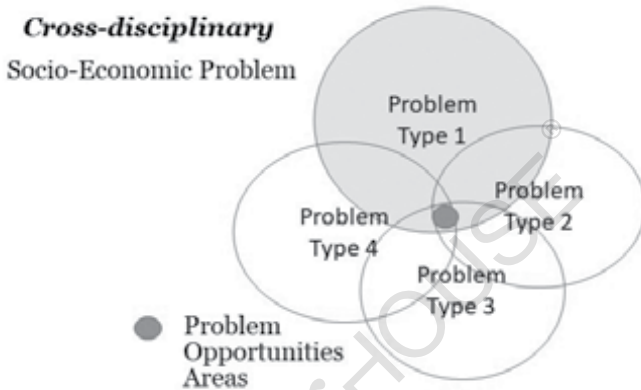 Cross-disciplinary
Socio-Economic Problem
Problem
Type 1
Problem
Type 2
Problem
Type 4
Problem
Type 3
Problem
Opportunities
Areas
HOUSE